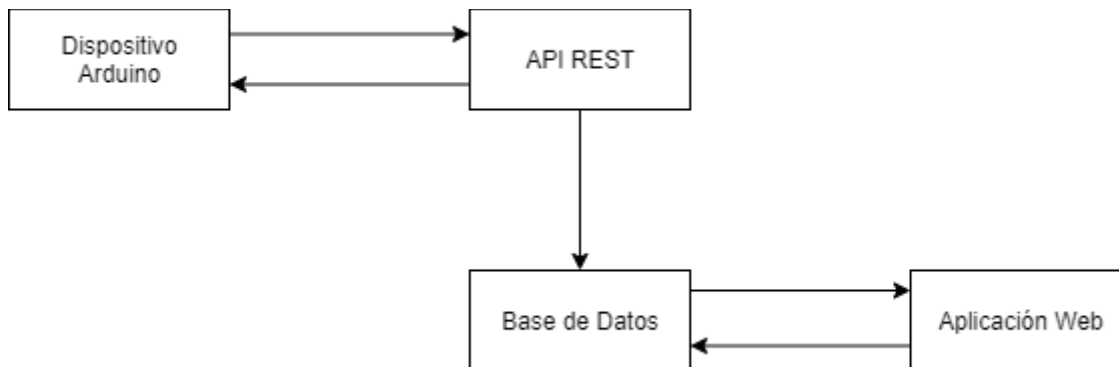 Dispositivo
Arduino
API REST
Base de Datos
Aplicación Web